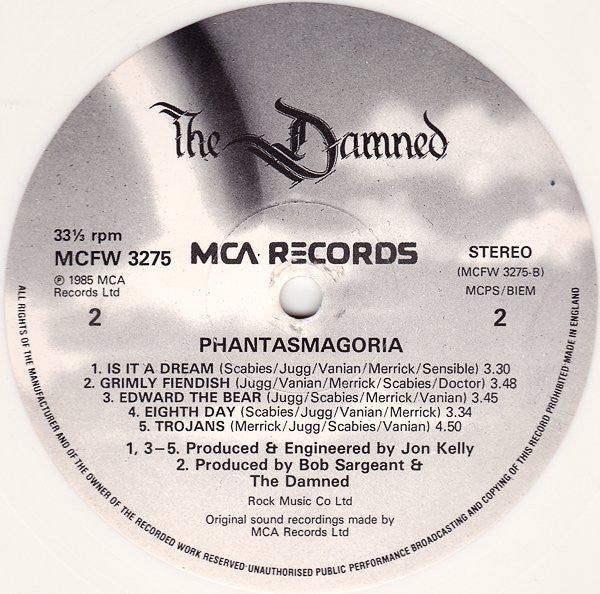 The Damned
33⅓ rpm
MCFW 3275
℗ 1985 MCA
Records Ltd
2
MCA RECORDS
STEREO
(MCFW 3275-B)
MCPS/BIEM
2
PHANTASMAGORIA
1. IS IT A DREAM (Scabies/Jugg/Vanian/Merrick/Sensible) 3.30
2. GRIMLY FIENDISH (Jugg/Vanian/Merrick/Scabies/Doctor) 3.48
3. EDWARD THE BEAR (Jugg/Scabies/Merrick/Vanian) 3.45
4. EIGHTH DAY (Scabies/Jugg/Vanian/Merrick) 3.34
5. TROJANS (Merrick/Jugg/Scabies/Vanian) 4.50
1, 3–5. Produced & Engineered by Jon Kelly
2. Produced by Bob Sargeant &
The Damned
Rock Music Co Ltd
Original sound recordings made by
MCA Records Ltd
ALL RIGHTS OF THE MANUFACTURER AND OF THE OWNER OF THE RECORDED WORK RESERVED·UNAUTHORISED PUBLIC PERFORMANCE BROADCASTING AND COPYING OF THIS RECORD PROHIBITED·MADE IN ENGLAND